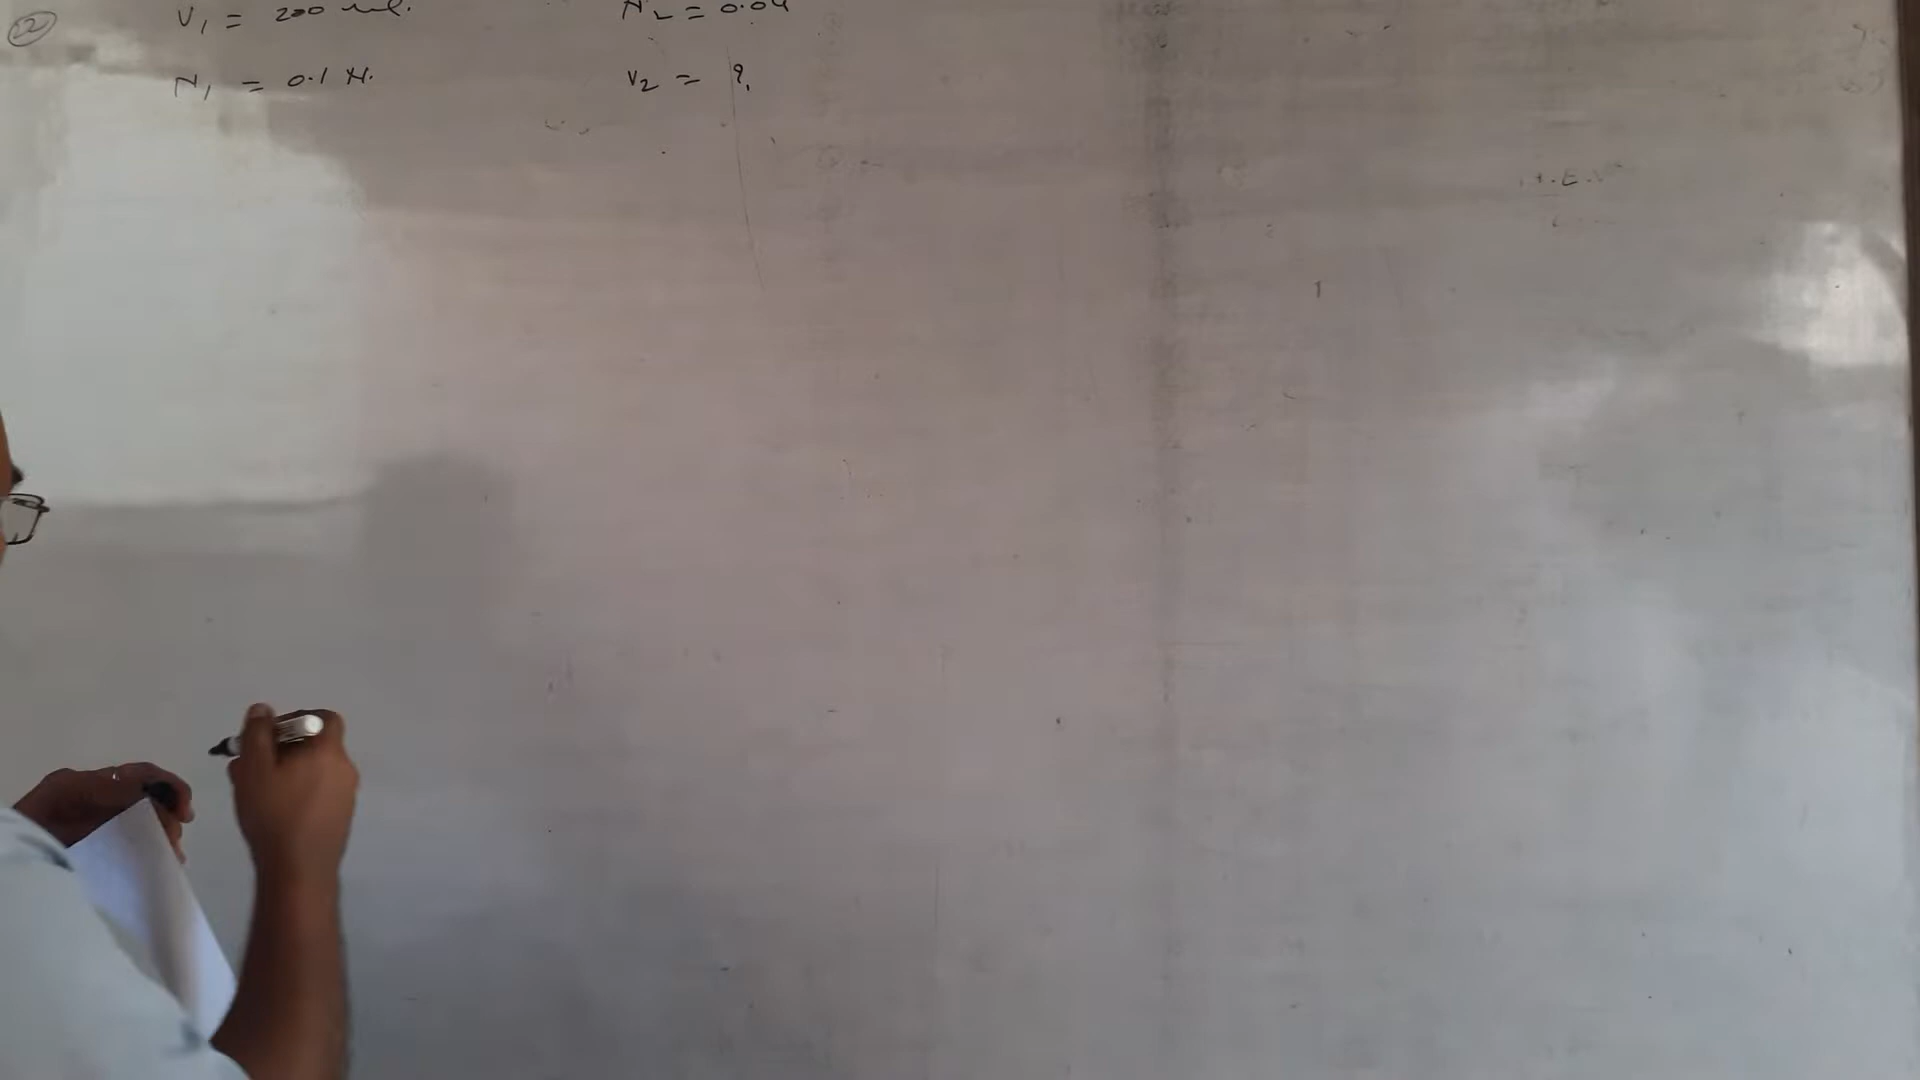 22 V₁ = 200 ml. N₂ = 0.04
N₁ = 0.1 N. V₂ = ?